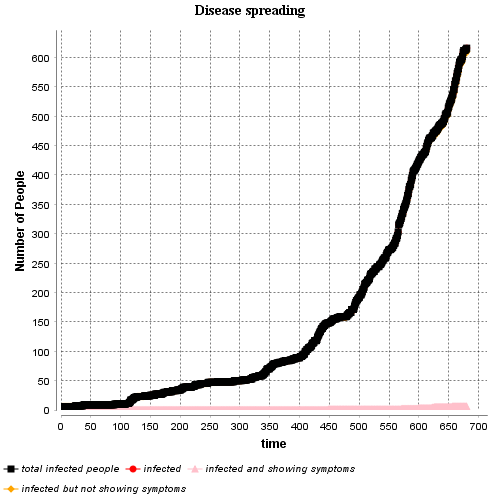 Disease spreading
Number of People
600
550
500
450
400
350
300
250
200
150
100
50
0
0 50 100 150 200 250 300 350 400 450 500 550 600 650 700
time
total infected people infected infected and showing symptoms
infected but not showing symptoms